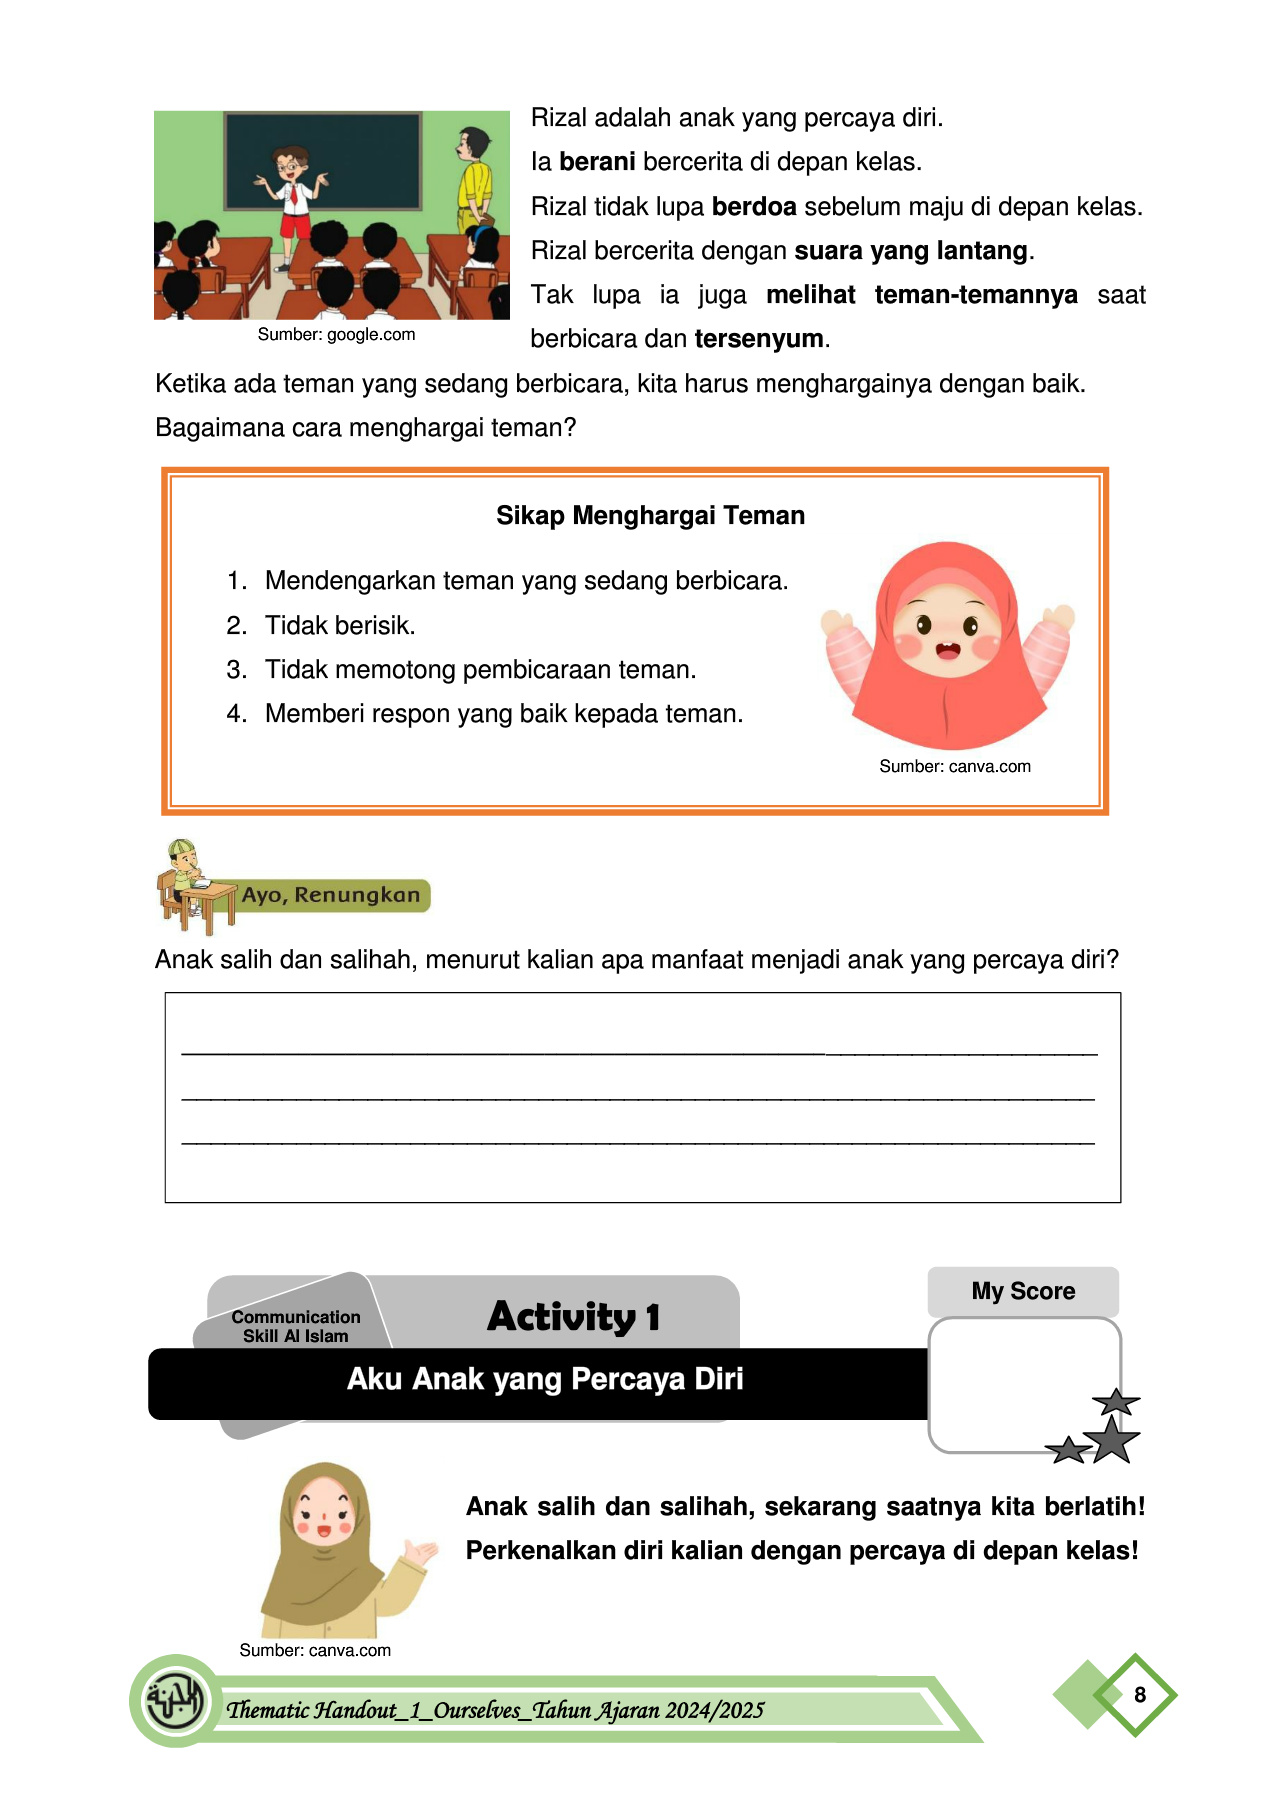 Rizal adalah anak yang percaya diri.
Ia berani bercerita di depan kelas.
Rizal tidak lupa berdoa sebelum maju di depan kelas.
Rizal bercerita dengan suara yang lantang.
Tak lupa ia juga melihat teman-temannya saat
berbicara dan tersenyum.
Sumber: google.com
Ketika ada teman yang sedang berbicara, kita harus menghargainya dengan baik.
Bagaimana cara menghargai teman?
Sikap Menghargai Teman
1. Mendengarkan teman yang sedang berbicara.
2. Tidak berisik.
3. Tidak memotong pembicaraan teman.
4. Memberi respon yang baik kepada teman.
Sumber: canva.com
Ayo, Renungkan
Anak salih dan salihah, menurut kalian apa manfaat menjadi anak yang percaya diri?
My Score
Communication
Skill Al Islam
Activity 1
Aku Anak yang Percaya Diri
Anak salih dan salihah, sekarang saatnya kita berlatih!
Perkenalkan diri kalian dengan percaya di depan kelas!
Sumber: canva.com
Thematic Handout_1_Ourselves_Tahun Ajaran 2024/2025
8